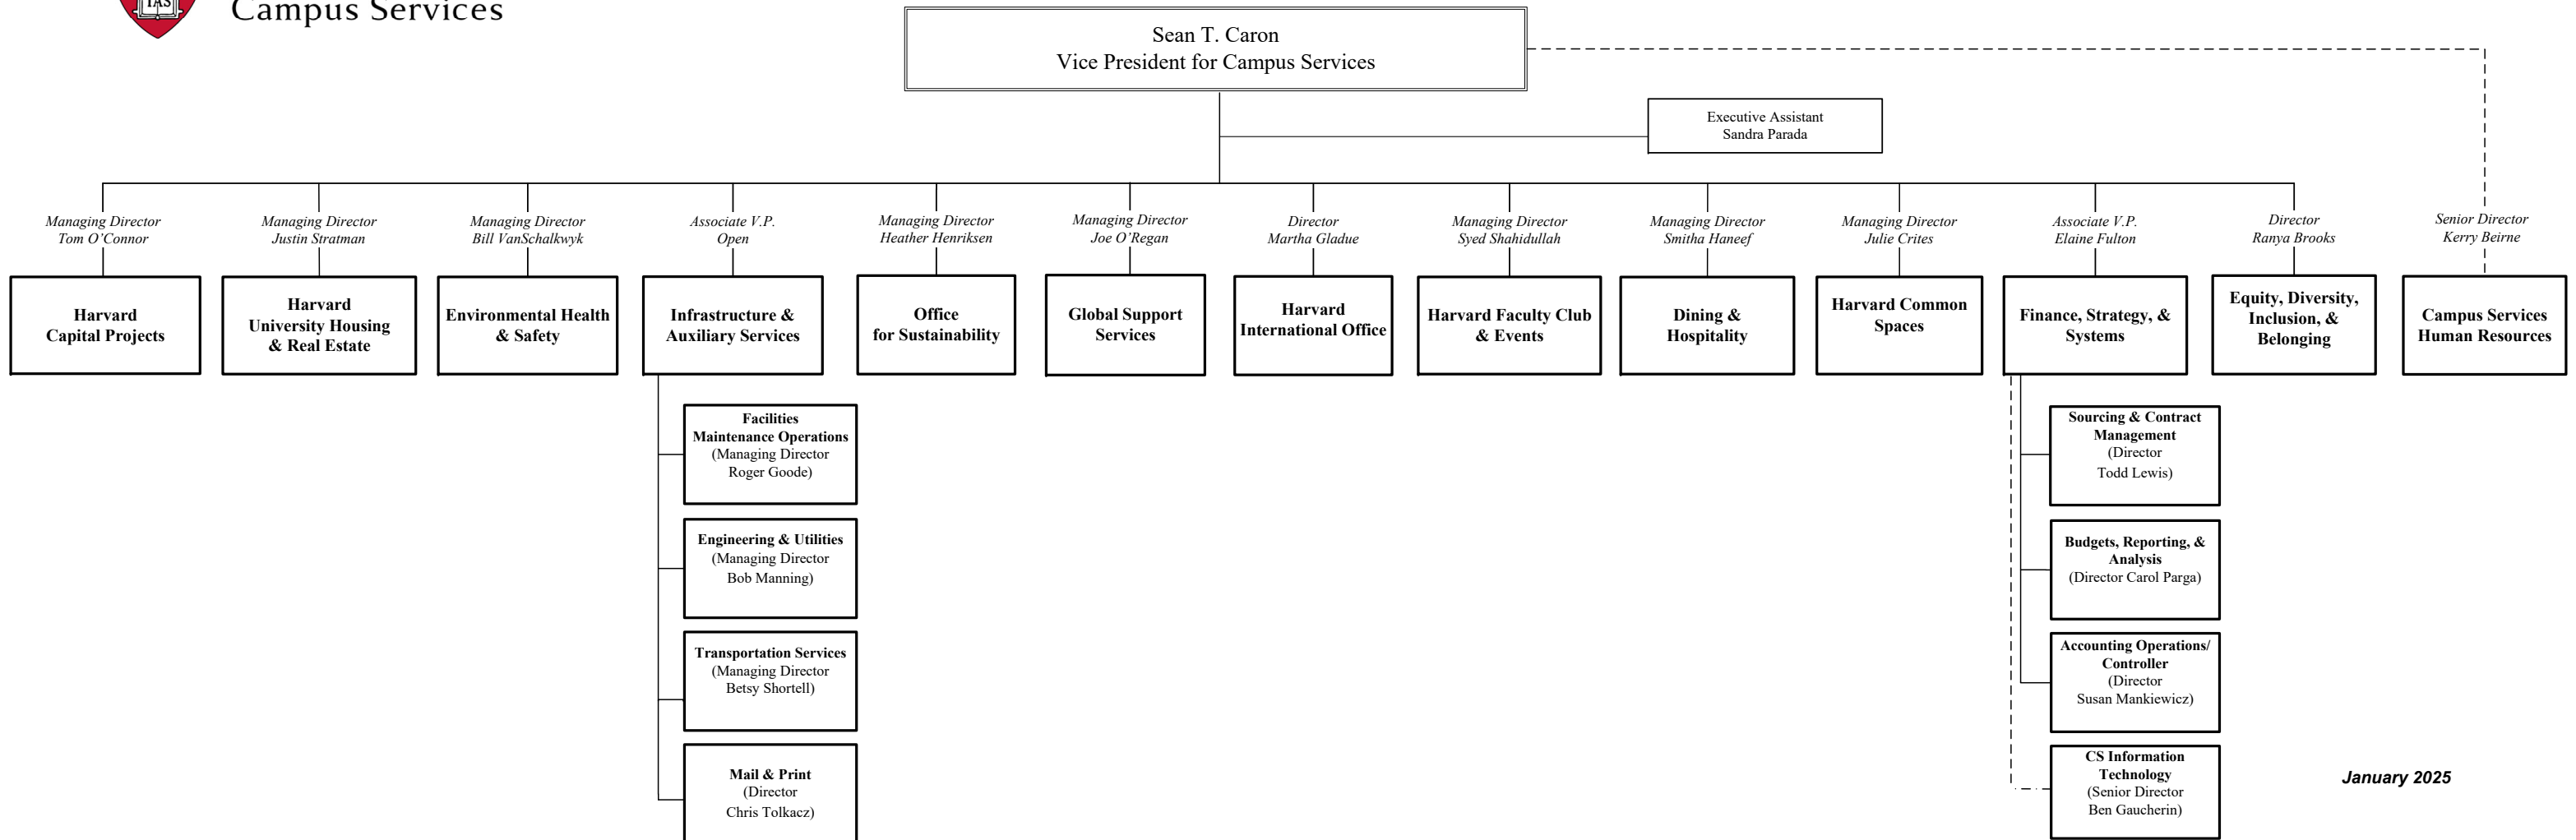 IAS
Campus Services
Sean T. Caron
Vice President for Campus Services
Executive Assistant
Sandra Parada
Managing Director
Tom O’Connor
Harvard
Capital Projects
Managing Director
Justin Stratman
Harvard
University Housing
& Real Estate
Managing Director
Bill VanSchalkwyk
Environmental Health
& Safety
Associate V.P.
Open
Infrastructure &
Auxiliary Services
Managing Director
Heather Henriksen
Office
for Sustainability
Managing Director
Joe O’Regan
Global Support
Services
Director
Martha Gladue
Harvard
International Office
Managing Director
Syed Shahidullah
Harvard Faculty Club
& Events
Managing Director
Smitha Haneef
Dining &
Hospitality
Managing Director
Julie Crites
Harvard Common
Spaces
Associate V.P.
Elaine Fulton
Finance, Strategy, &
Systems
Director
Ranya Brooks
Equity, Diversity,
Inclusion, &
Belonging
Senior Director
Kerry Beirne
Campus Services
Human Resources
Facilities
Maintenance Operations
(Managing Director
Roger Goode)
Engineering & Utilities
(Managing Director
Bob Manning)
Transportation Services
(Managing Director
Betsy Shortell)
Mail & Print
(Director
Chris Tolkacz)
Sourcing & Contract
Management
(Director
Todd Lewis)
Budgets, Reporting, &
Analysis
(Director Carol Parga)
Accounting Operations/
Controller
(Director
Susan Mankiewicz)
CS Information
Technology
(Senior Director
Ben Gaucherin)
January 2025